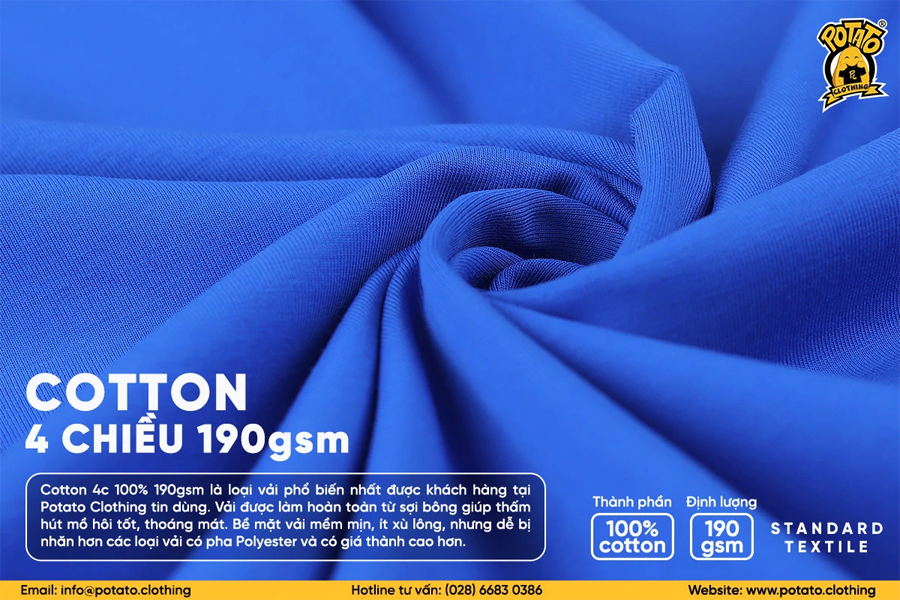 POTATO
PL
CLOTHING
COTTON
4 CHIỀU 190gsm
Cotton 4c 100% 190gsm là loại vải phổ biến nhất được khách hàng tại
Potato Clothing tin dùng. Vải được làm hoàn toàn từ sợi bông giúp thấm
hút mồ hôi tốt, thoáng mát. Bề mặt vải mềm mịn, ít xù lông, nhưng dễ bị
nhăn hơn các loại vải có pha Polyester và có giá thành cao hơn.
Thành phần
100%
cotton
Định lượng
190
gsm
STANDARD
TEXTILE
Email: info@potato.clothing
Hotline tư vấn: (028) 6683 0386
Website: www.potato.clothing